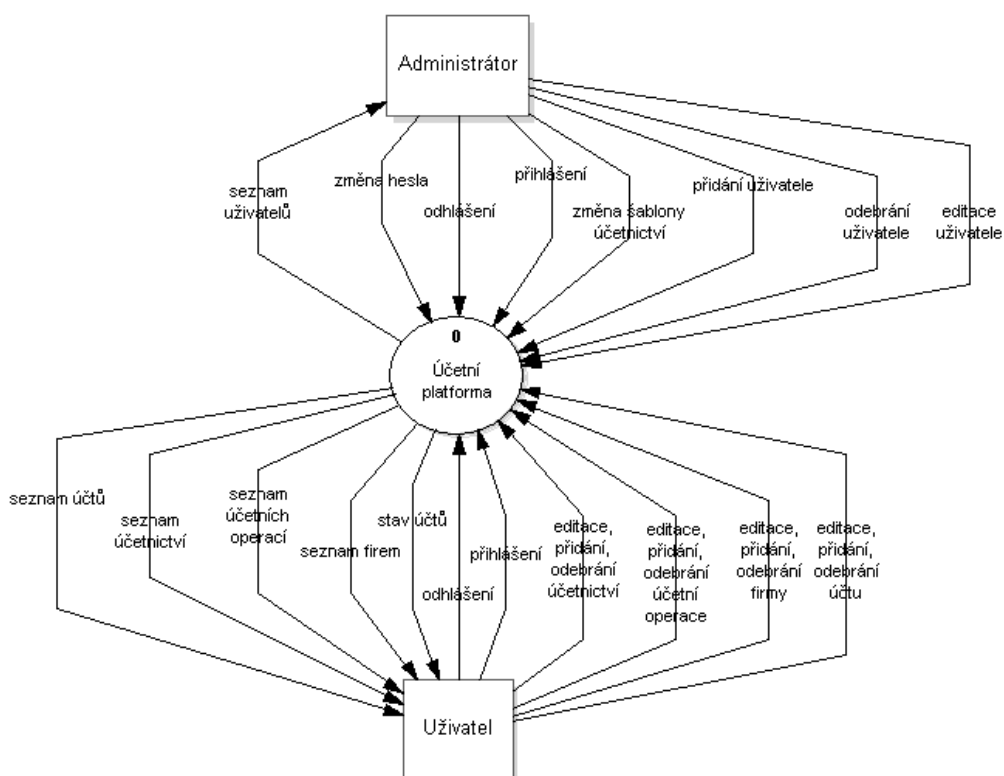 Administrátor
seznam
uživatelů
změna hesla
odhlášení
přihlášení
změna šablony
účetnictví
přidání uživatele
odebrání
uživatele
editace
uživatele
0
Účetní
platforma
seznam účtů
seznam
účetnictví
seznam
účetních
operací
seznam firem
stav účtů
odhlášení
přihlášení
editace,
přidání,
odebrání
účetnictví
editace,
přidání,
odebrání
účetní
operace
editace,
přidání,
odebrání
firmy
editace,
přidání,
odebrání
účtu
Uživatel